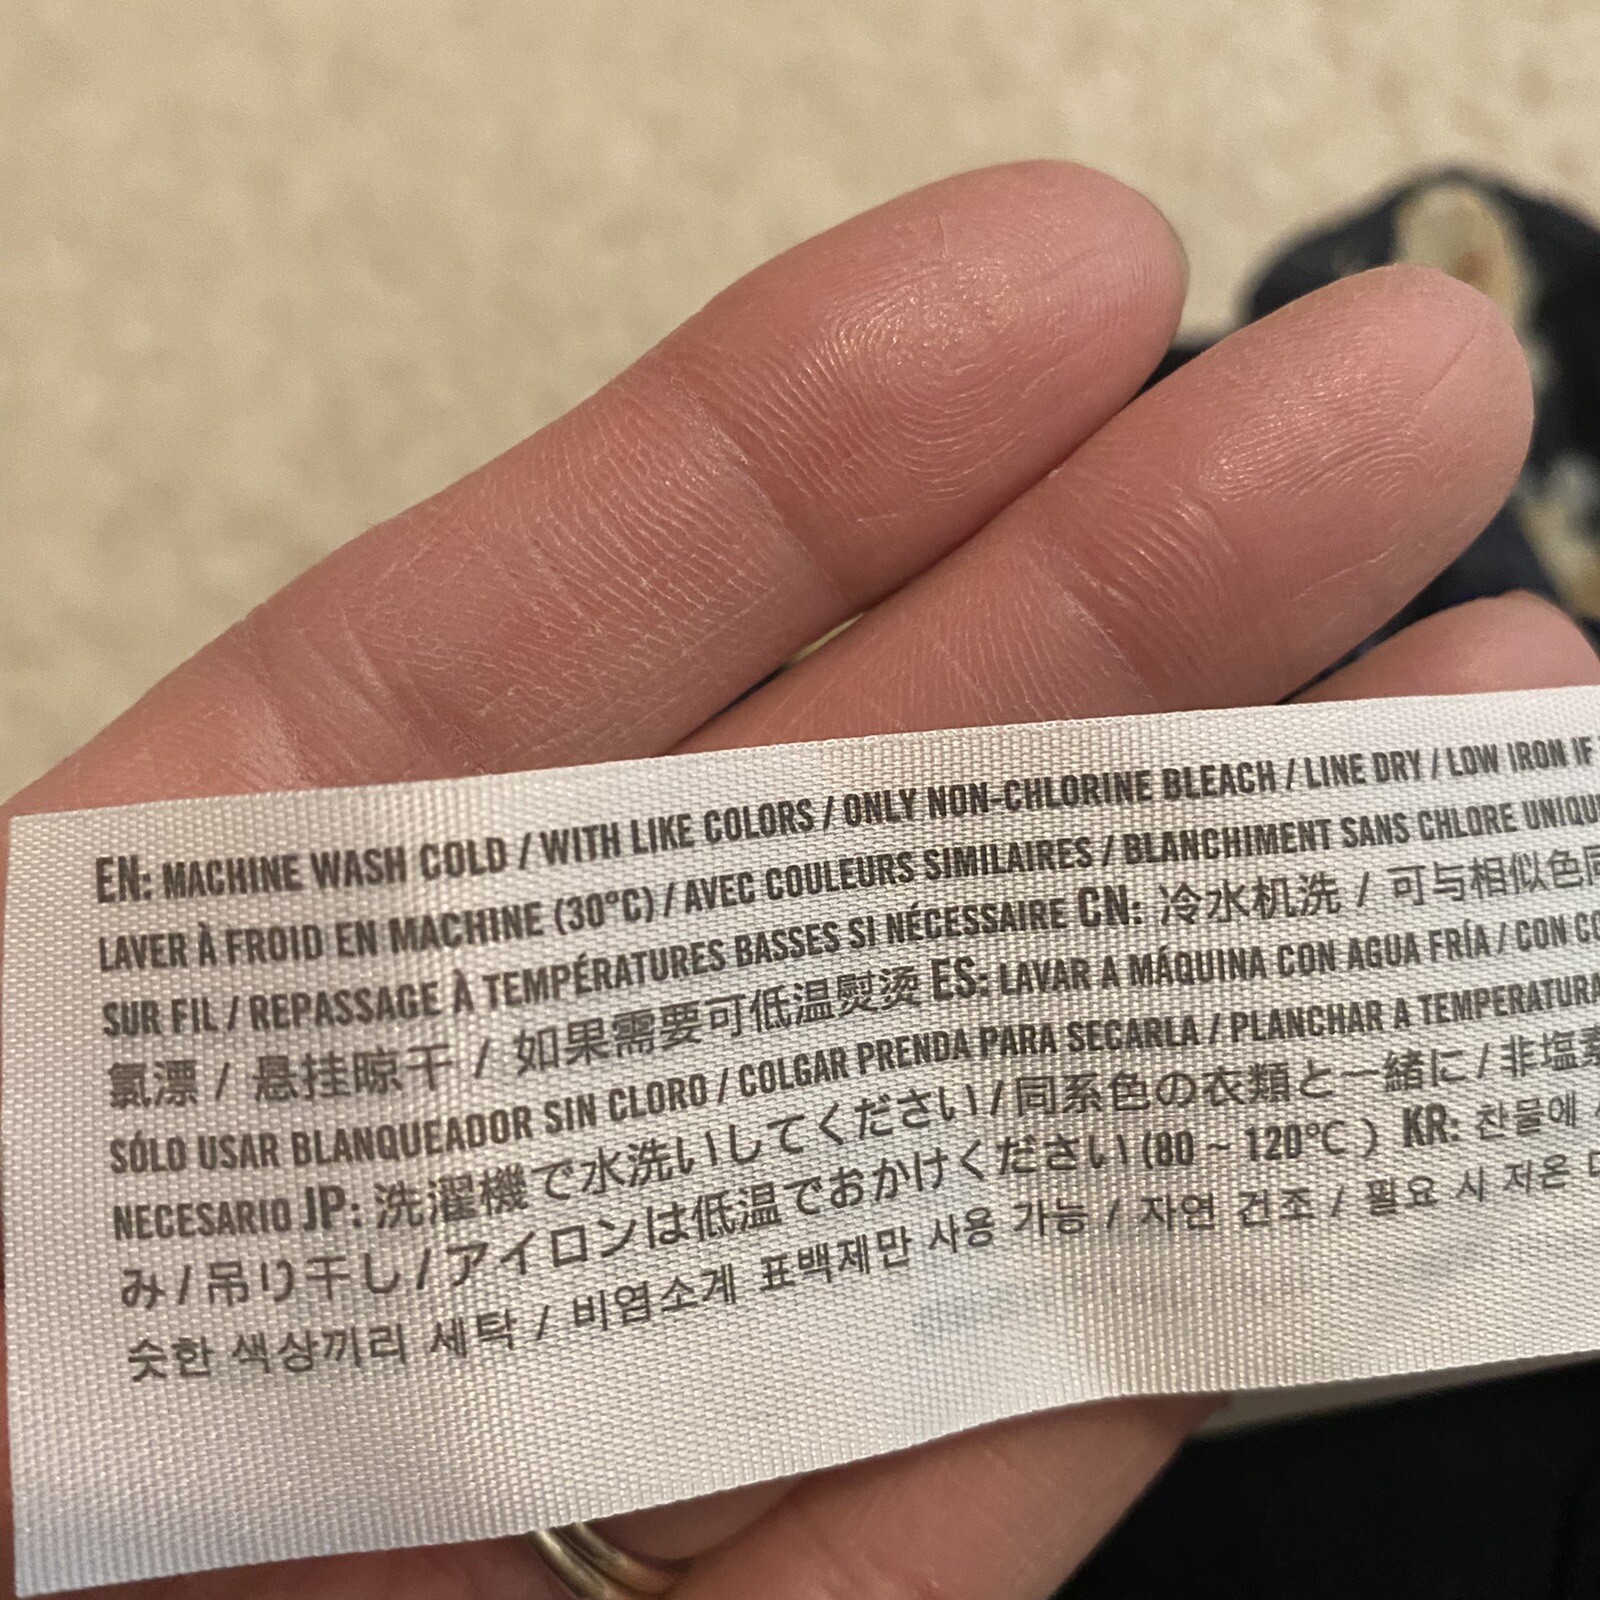 EN: MACHINE WASH COLD / WITH LIKE COLORS / ONLY NON-CHLORINE BLEACH / LINE DRY / LOW IRON IF
LAVER À FROID EN MACHINE (30°C) / AVEC COULEURS SIMILAIRES / BLANCHIMENT SANS CHLORE
SUR FIL / REPASSAGE À TEMPÉRATURES BASSES SI NÉCESSAIRE CN: 冷水机洗 / 可与相似色同
氯漂 / 悬挂晾干 / 如果需要可低温熨烫 ES: LAVAR A MÁQUINA CON AGUA FRÍA / CON
SÓLO USAR BLANQUEADOR SIN CLORO / COLGAR PRENDA PARA SECARLA / PLANCHAR A TEMPERATURA
NECESARIO JP: 洗濯機で水洗いしてください / 同系色の衣類と一緒に / 非塩素
み / 吊り干し / アイロンは低温でおかけください (80 ~ 120°C ) KR: 찬물에
슷한 색상끼리 세탁 / 비염소계 표백제만 사용 가능 / 자연 건조 / 필요 시 저온